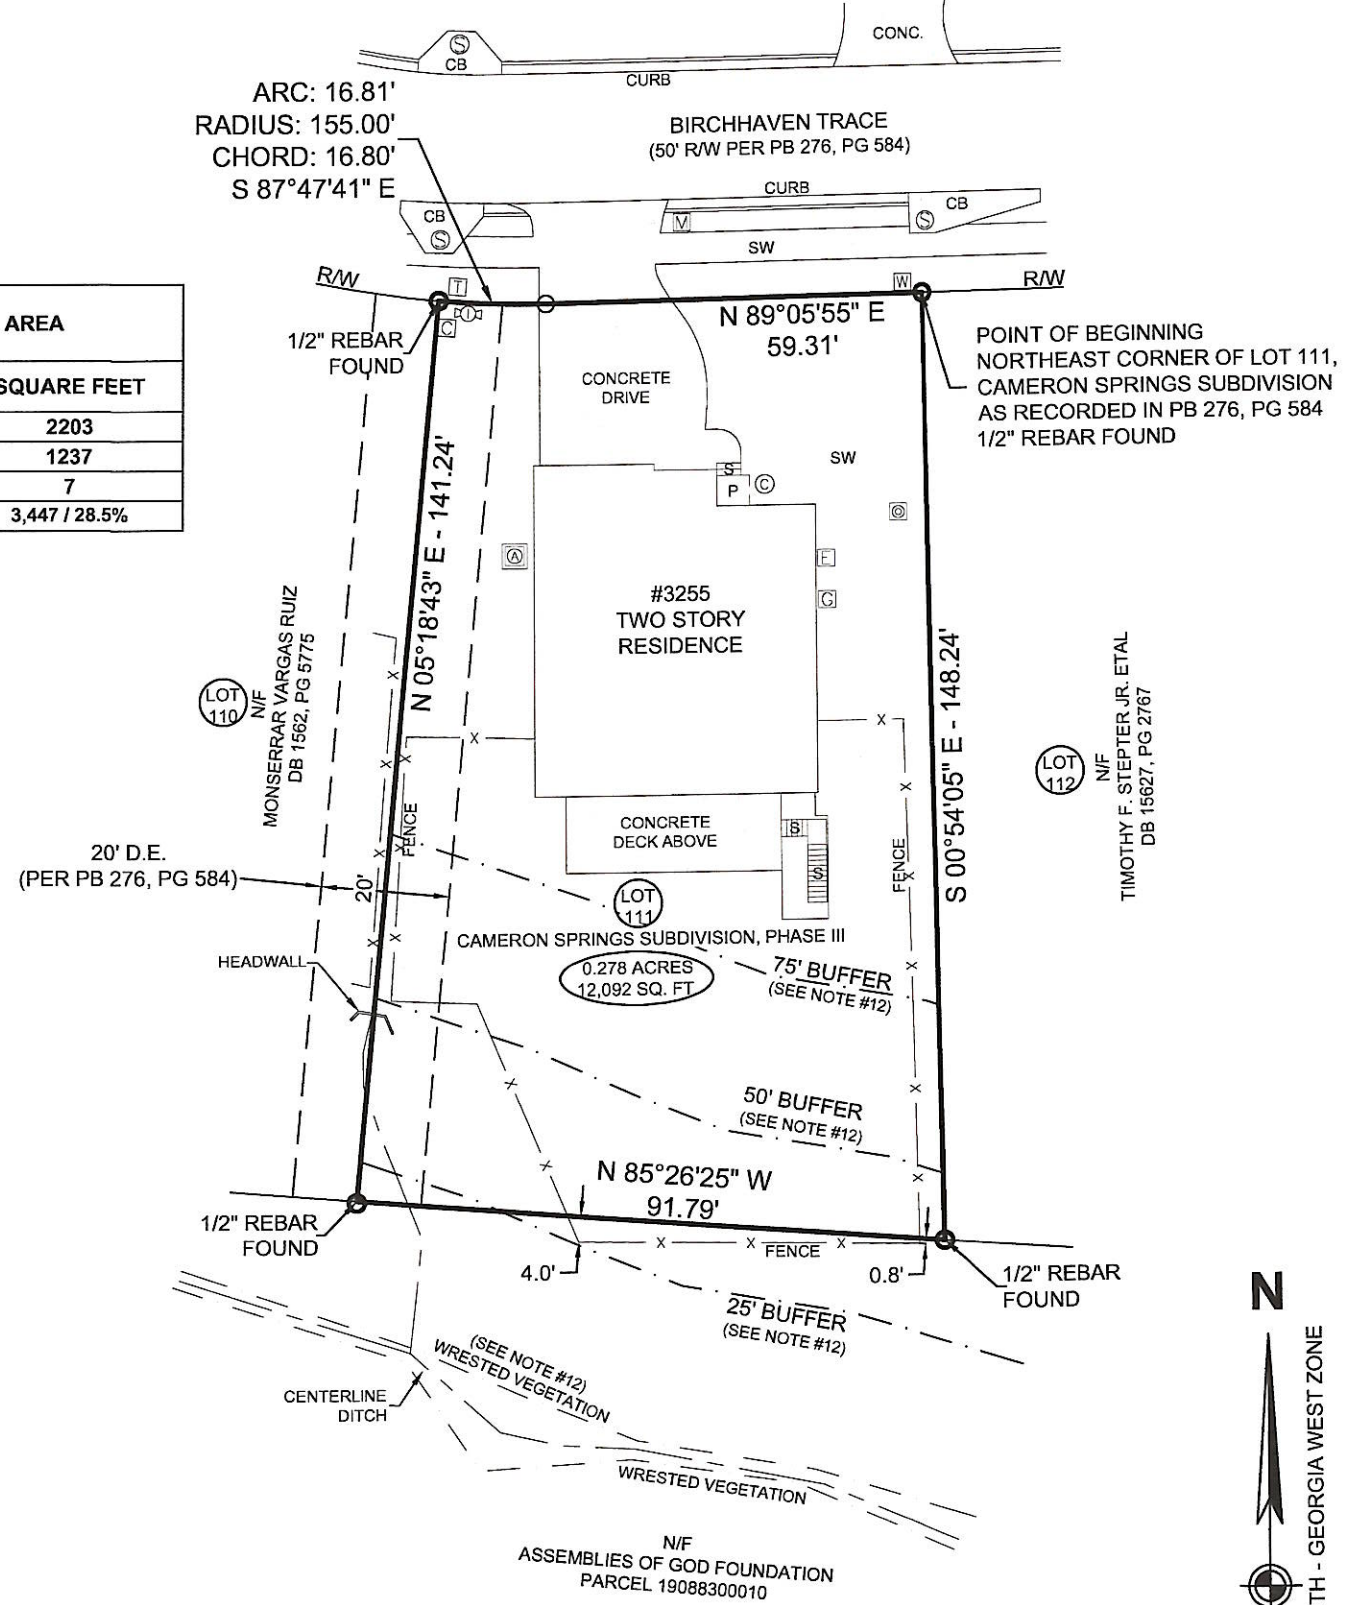 CONC.
S
CB
CURB
ARC: 16.81'
RADIUS: 155.00'
CHORD: 16.80'
S 87°47'41" E
BIRCHHAVEN TRACE
(50' R/W PER PB 276, PG 584)
CURB
CB
S
M
CB
S
SW
R/W
T
W
R/W
AREA
SQUARE FEET
2203
1237
7
3,447 / 28.5%
1/2" REBAR
FOUND
C
N 89°05'55" E
59.31'
POINT OF BEGINNING
NORTHEAST CORNER OF LOT 111,
CAMERON SPRINGS SUBDIVISION
AS RECORDED IN PB 276, PG 584
1/2" REBAR FOUND
CONCRETE
DRIVE
SW
S
P
C
N 05°18'43" E - 141.24'
A
E
G
#3255
TWO STORY
RESIDENCE
LOT
110
N/F
MONSERRAR VARGAS RUIZ
DB 1562, PG 5775
X
X
X
X
X
S 00°54'05" E - 148.24'
LOT
112
N/F
TIMOTHY F. STEPTER JR. ETAL
DB 15627, PG 2767
X
FENCE
CONCRETE
DECK ABOVE
S
S
FENCE
X
X
20' D.E.
(PER PB 276, PG 584)
20'
LOT
111
CAMERON SPRINGS SUBDIVISION, PHASE III
0.278 ACRES
12,092 SQ. FT
X
X
X
HEADWALL
75' BUFFER
(SEE NOTE #12)
X
X
50' BUFFER
(SEE NOTE #12)
X
X
N 85°26'25" W
91.79'
1/2" REBAR
FOUND
X
X
FENCE
X
4.0'
0.8'
1/2" REBAR
FOUND
25' BUFFER
(SEE NOTE #12)
(SEE NOTE #12)
WRESTED VEGETATION
CENTERLINE
DITCH
WRESTED VEGETATION
N/F
ASSEMBLIES OF GOD FOUNDATION
PARCEL 19088300010
N
TH - GEORGIA WEST ZONE